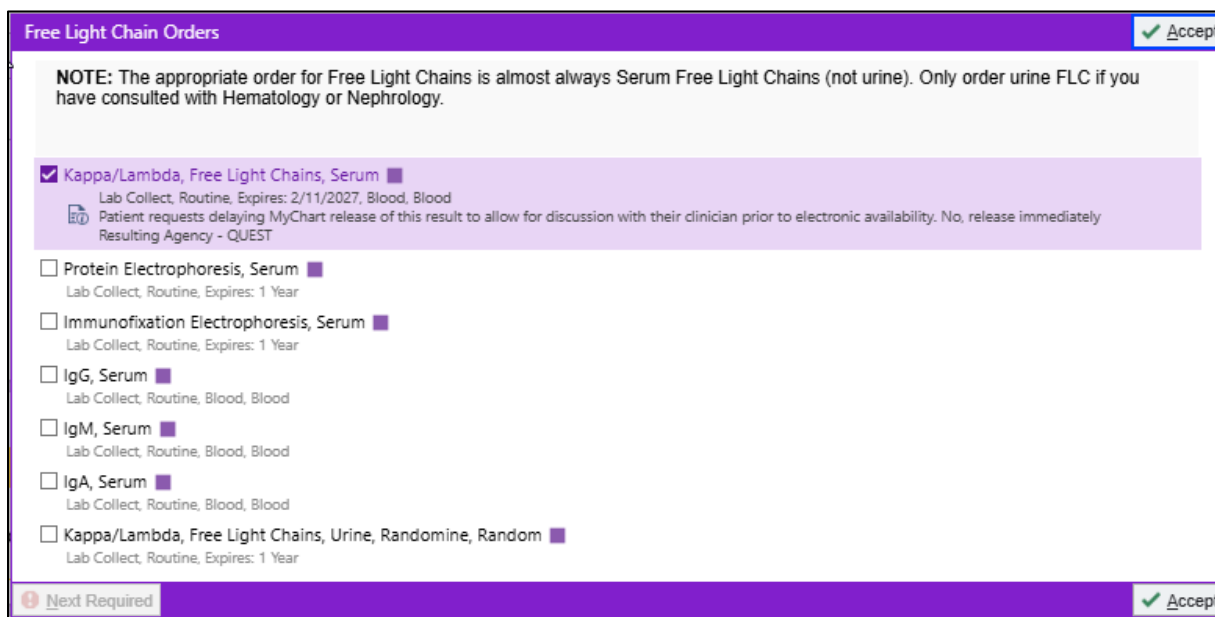 Free Light Chain Orders
Accept
NOTE: The appropriate order for Free Light Chains is almost always Serum Free Light Chains (not urine). Only order urine FLC if you
have consulted with Hematology or Nephrology.
Kappa/Lambda, Free Light Chains, Serum
Lab Collect, Routine, Expires: 2/11/2027, Blood, Blood
Patient requests delaying MyChart release of this result to allow for discussion with their clinician prior to electronic availability. No, release immediately
Resulting Agency - QUEST
Protein Electrophoresis, Serum
Lab Collect, Routine, Expires: 1 Year
Immunofixation Electrophoresis, Serum
Lab Collect, Routine, Expires: 1 Year
IgG, Serum
Lab Collect, Routine, Blood, Blood
IgM, Serum
Lab Collect, Routine, Blood, Blood
IgA, Serum
Lab Collect, Routine, Blood, Blood
Kappa/Lambda, Free Light Chains, Urine, Randomine, Random
Lab Collect, Routine, Expires: 1 Year
Next Required
Accept